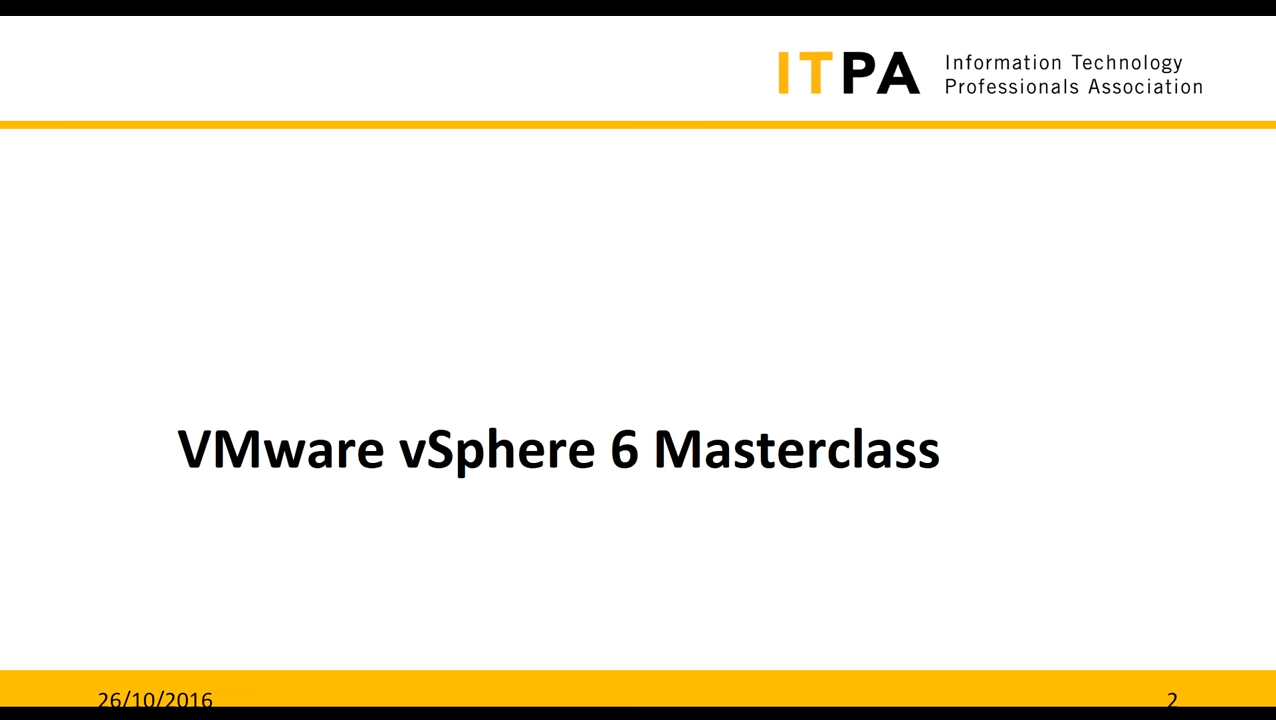 ITPA
Information Technology
Professionals Association
VMware vSphere 6 Masterclass
26/10/2016
2